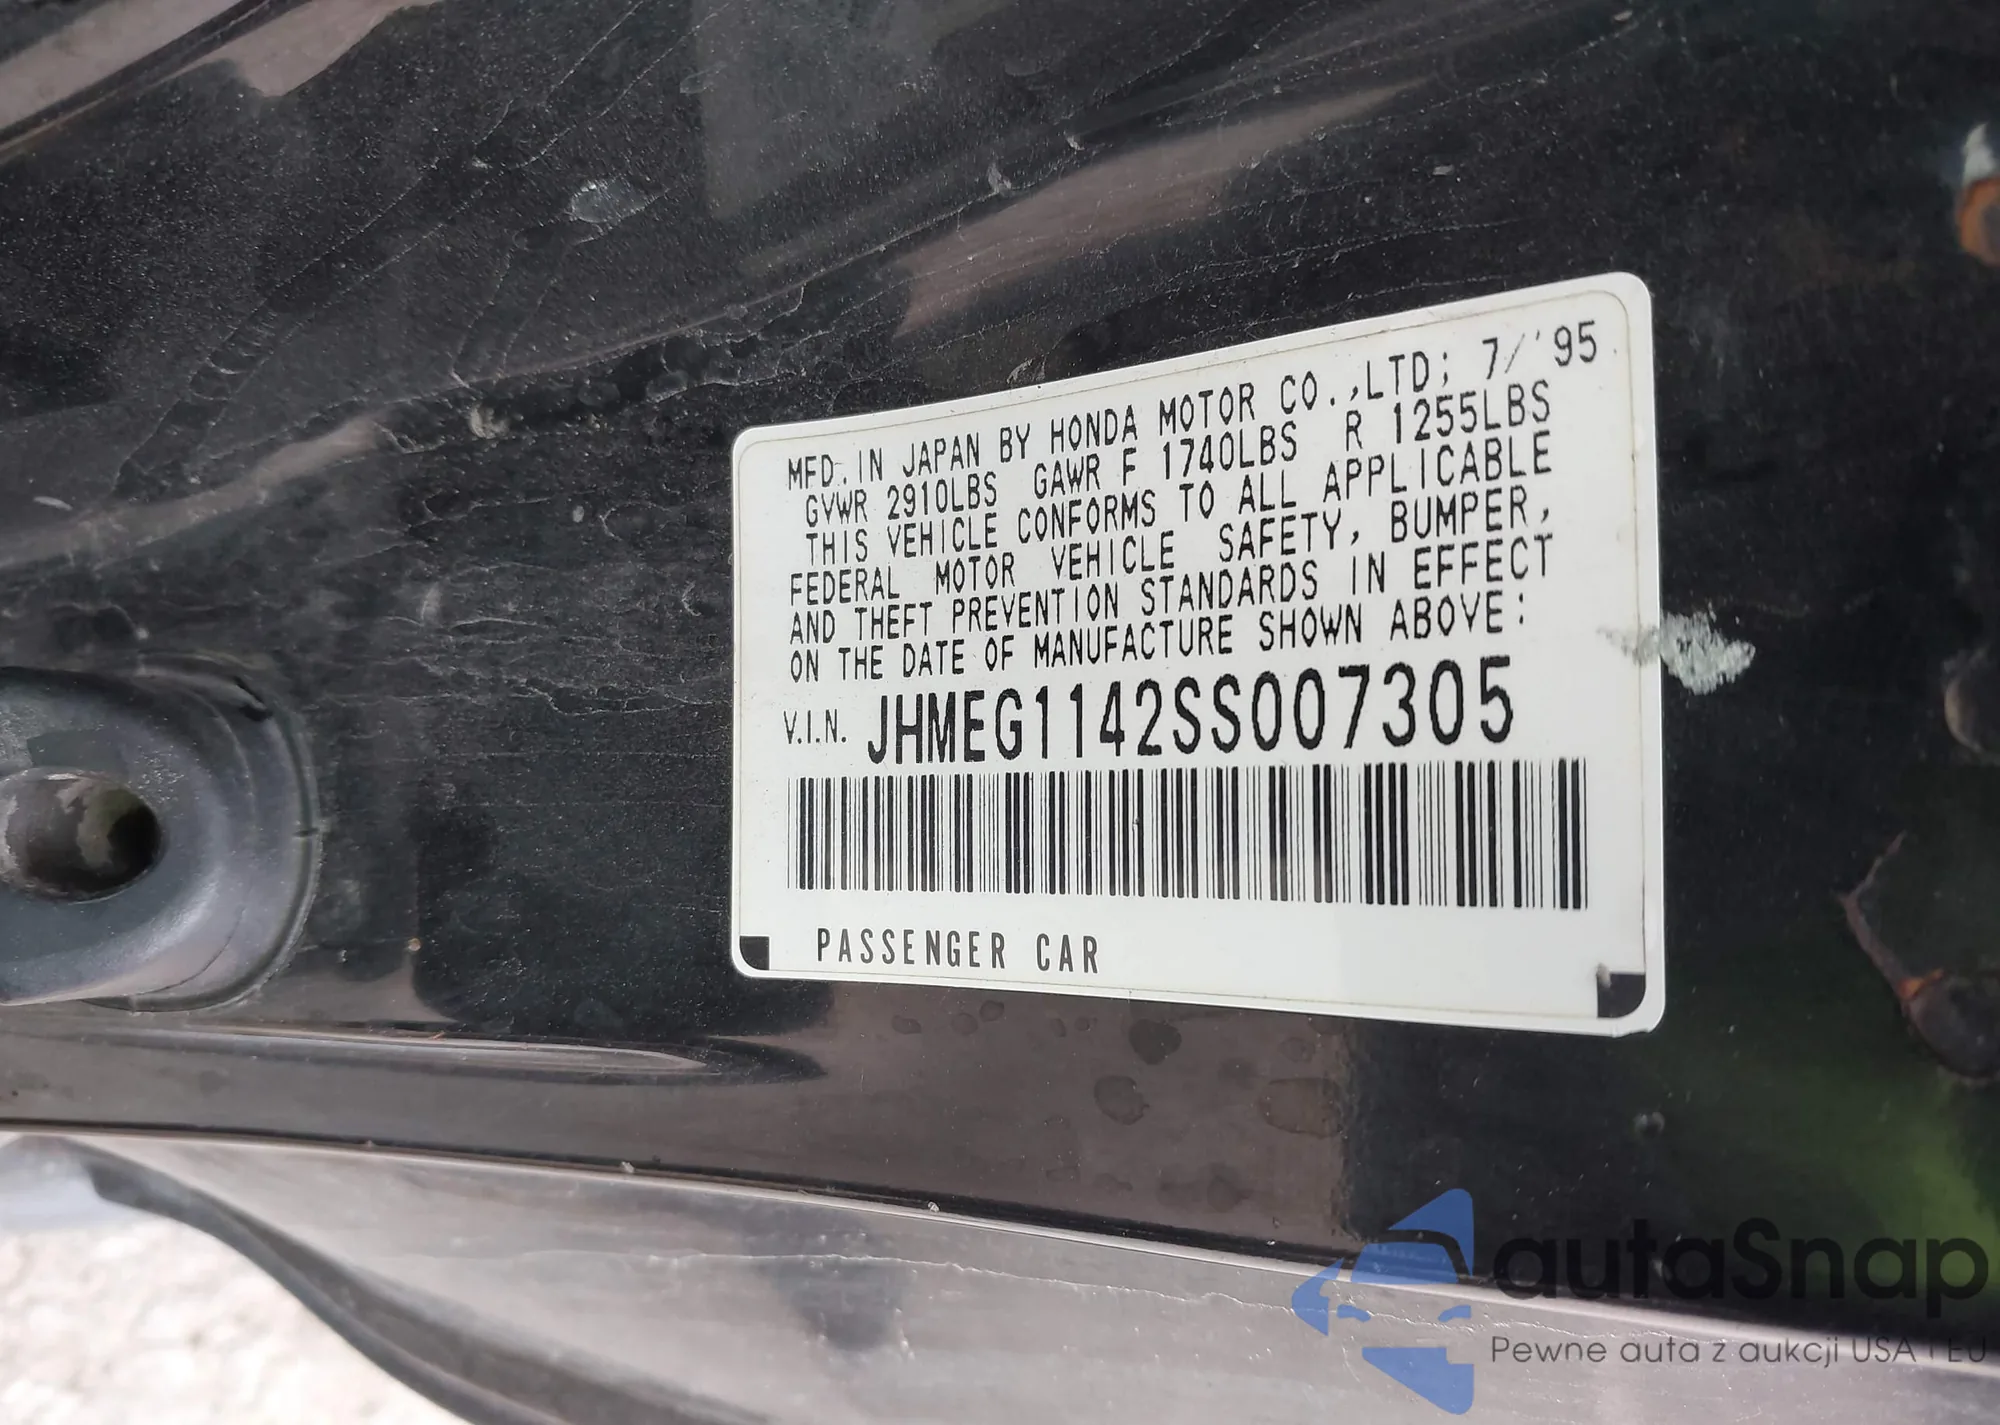 MFD. IN JAPAN BY HONDA MOTOR CO.,LTD; 7/'95
GVWR 2910LBS GAWR F 1740LBS R 1255LBS
THIS VEHICLE CONFORMS TO ALL APPLICABLE
FEDERAL MOTOR VEHICLE SAFETY, BUMPER,
AND THEFT PREVENTION STANDARDS IN EFFECT
ON THE DATE OF MANUFACTURE SHOWN ABOVE:
V.I.N. JHMEG1142SS007305
PASSENGER CAR
autaSnap
Pewne auta z aukcji USA i EU